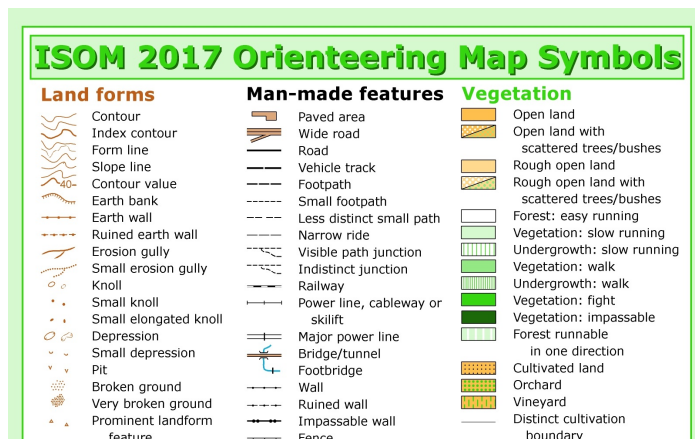 ISOM 2017 Orienteering Map Symbols
Land forms
Contour
Index contour
Form line
Slope line
40
Contour value
Earth bank
Earth wall
Ruined earth wall
Erosion gully
Small erosion gully
Knoll
Small knoll
Small elongated knoll
Depression
Small depression
Pit
Broken ground
Very broken ground
Prominent landform
feature
Man-made features
Paved area
Wide road
Road
Vehicle track
Footpath
Small footpath
Less distinct small path
Narrow ride
Visible path junction
Indistinct junction
Railway
Power line, cableway or
skilift
Major power line
Bridge/tunnel
Footbridge
Wall
Ruined wall
Impassable wall
Fence
Vegetation
Open land
Open land with
scattered trees/bushes
Rough open land
Rough open land with
scattered trees/bushes
Forest: easy running
Vegetation: slow running
Undergrowth: slow running
Vegetation: walk
Undergrowth: walk
Vegetation: fight
Vegetation: impassable
Forest runnable
in one direction
Cultivated land
Orchard
Vineyard
Distinct cultivation
boundary